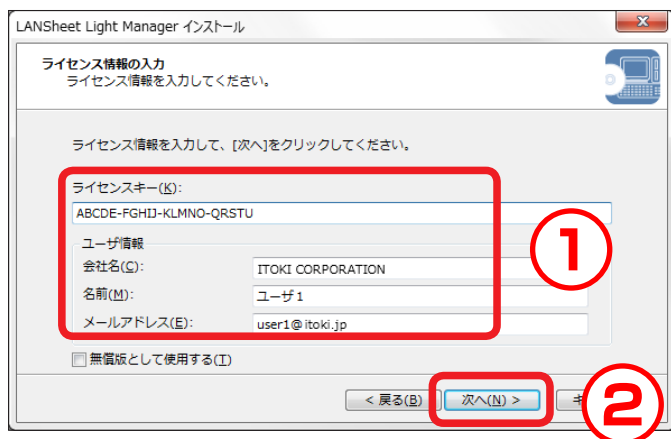 LANSheet Light Manager インストール
ライセンス情報の入力
ライセンス情報を入力してください。
ライセンス情報を入力して、[次へ]をクリックしてください。
ライセンスキー(K):
ABCDE-FGHIJ-KLMNO-QRSTU
ユーザ情報
会社名(C):
ITOKI CORPORATION
名前(M):
ユーザ1
メールアドレス(E):
user1@itoki.jp
①
無償版として使用する(T)
< 戻る(B)
次へ(N) >
②